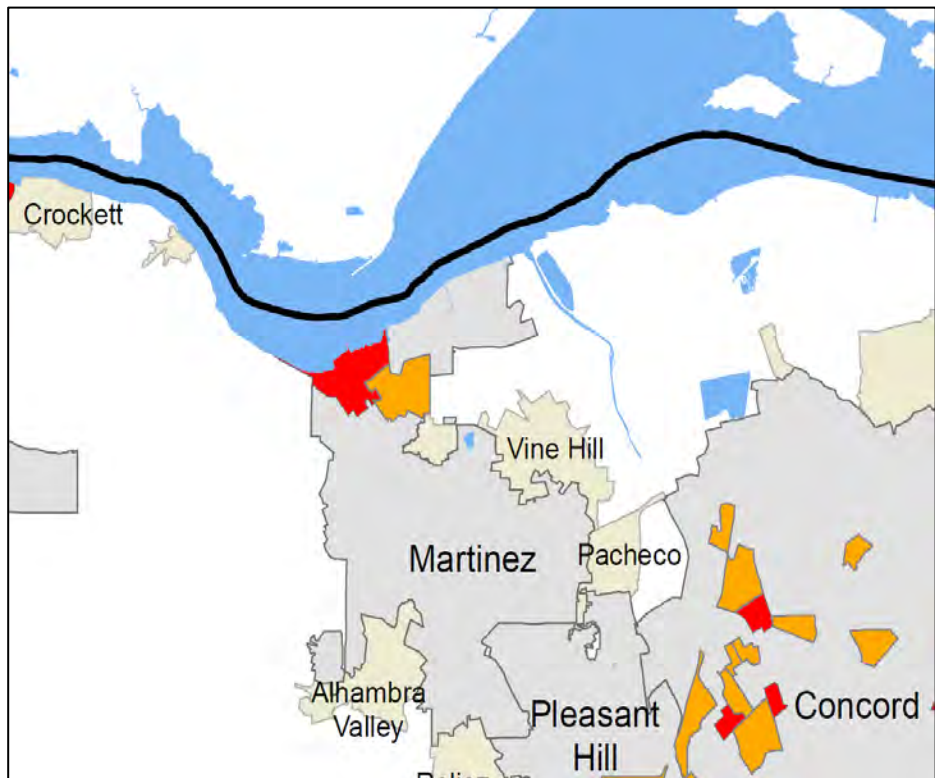 Crockett
Vine Hill
Martinez
Pacheco
Alhambra
Valley
Pleasant
Hill
Concord